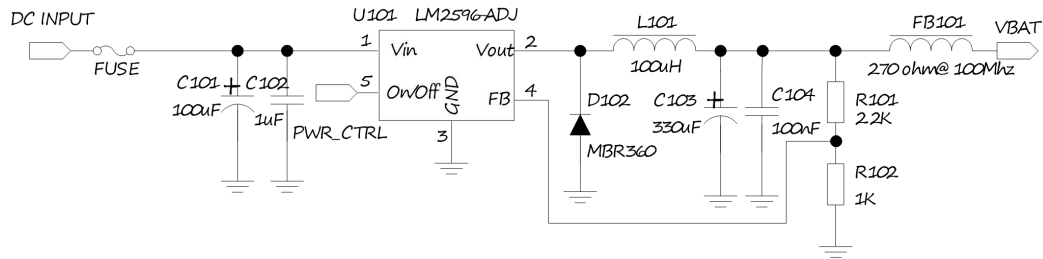 DC INPUT
FUSE
C101
100uF
C102
1uF
PWR_CTRL
U101 LM2596-ADJ
1
Vin
Vout
2
5
On/Off
GND
FB
4
3
L101
100uH
D102
MBR360
C103
330uF
C104
100nF
FB101
270 ohm@ 100Mhz
VBAT
R101
2.2K
R102
1K